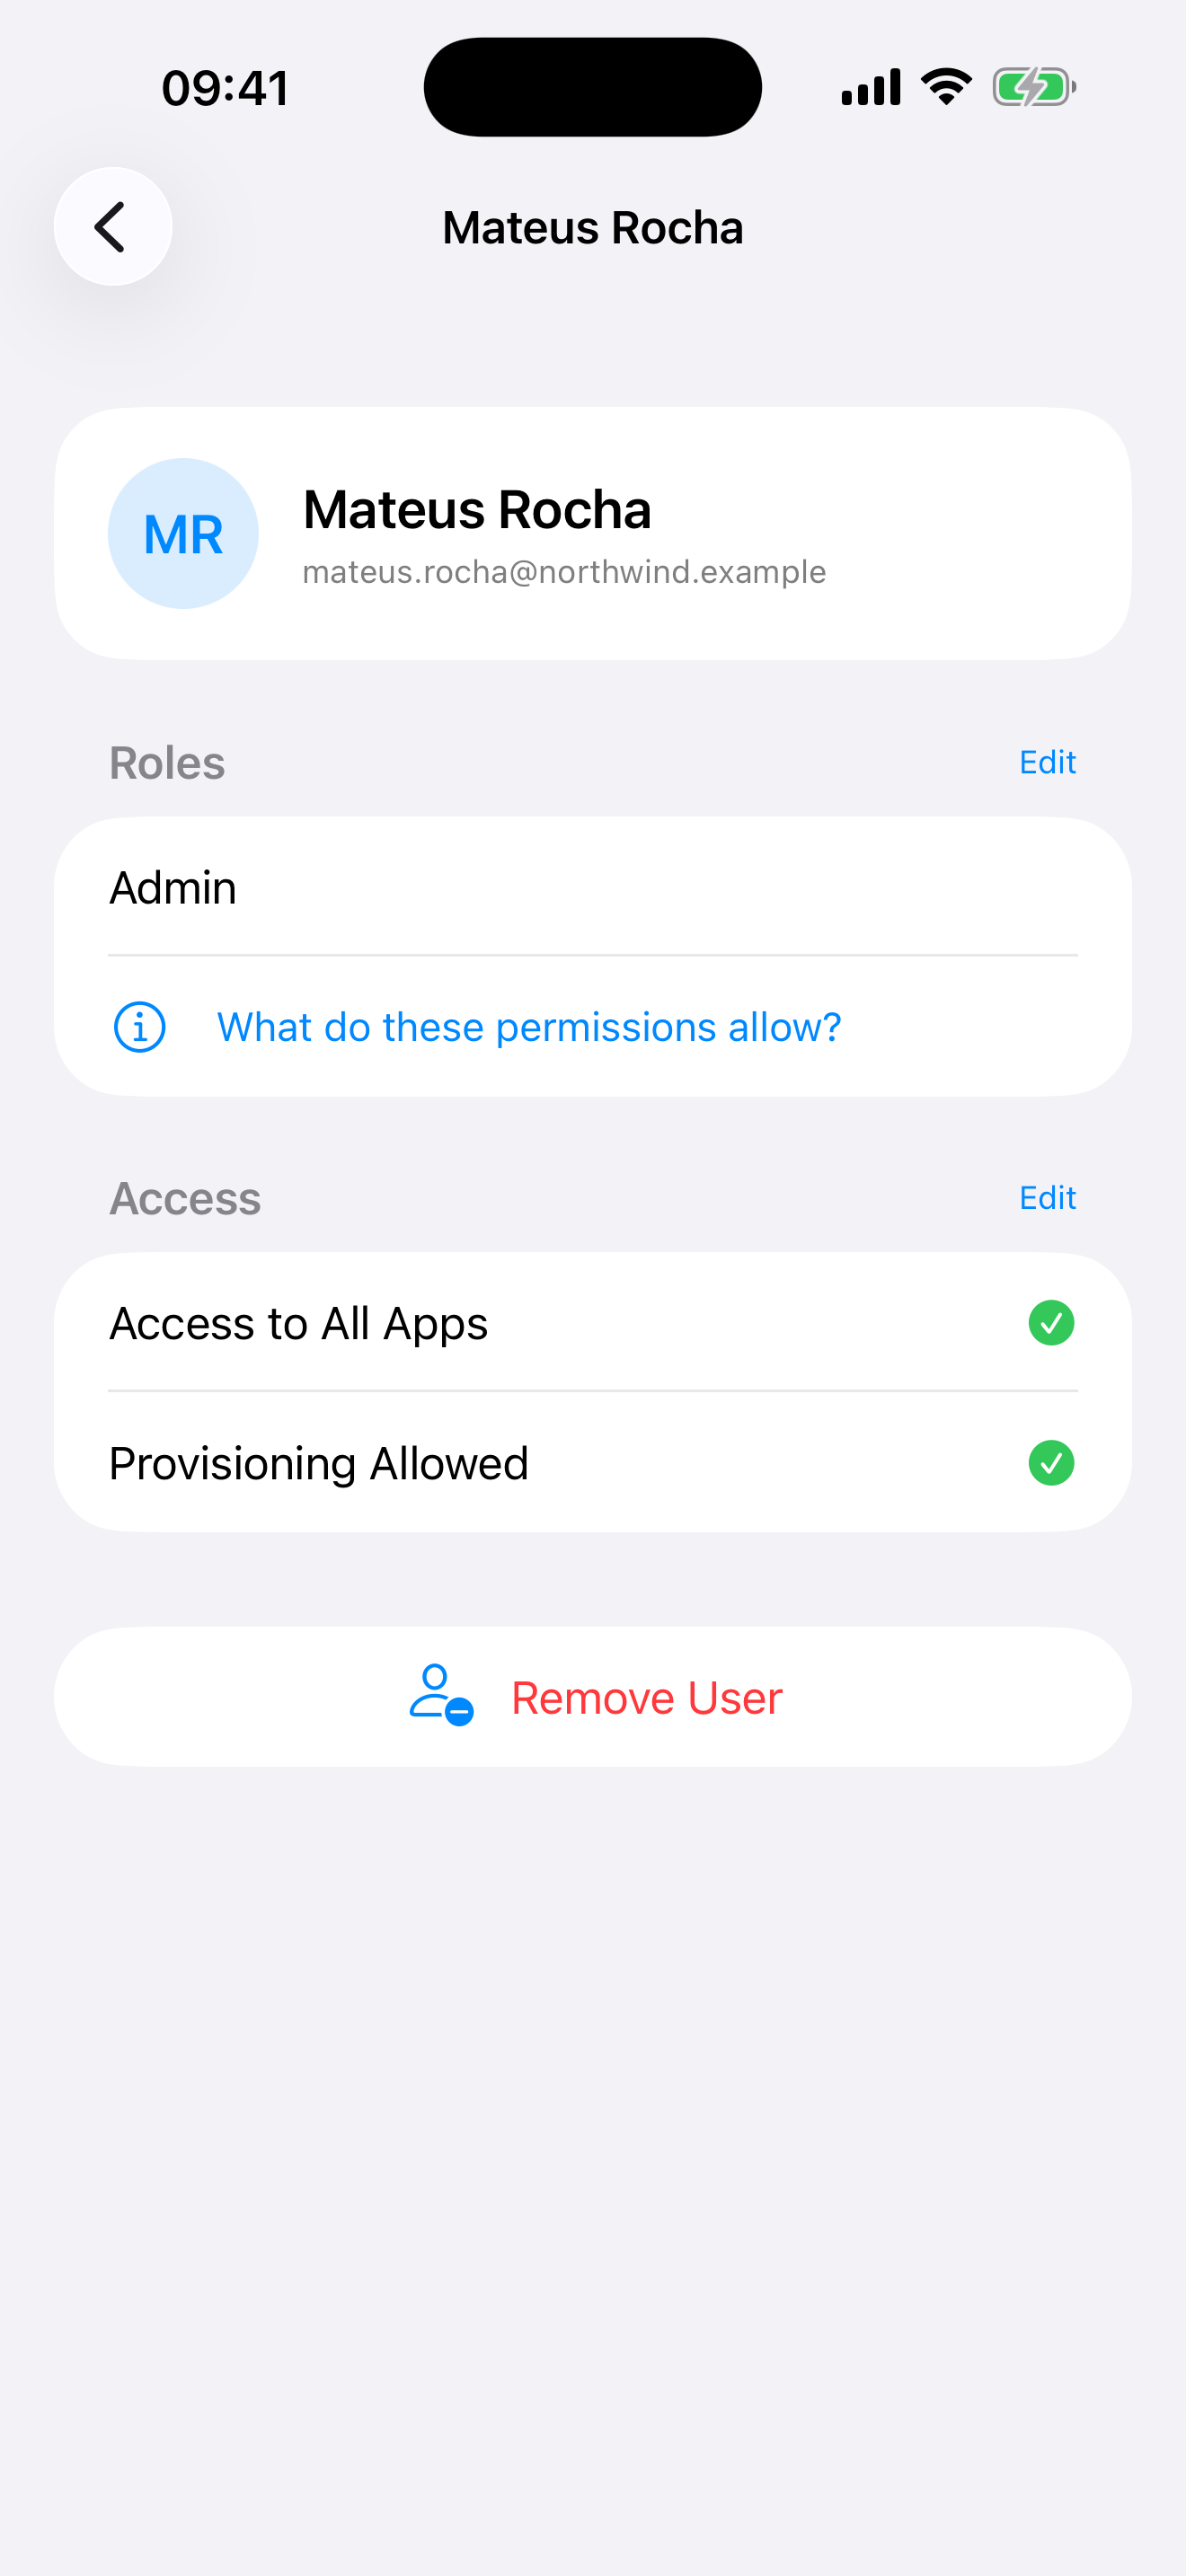 09:41
Mateus Rocha
MR
Mateus Rocha
mateus.rocha@northwind.example
Roles
Edit
Admin
What do these permissions allow?
Access
Edit
Access to All Apps
Provisioning Allowed
Remove User